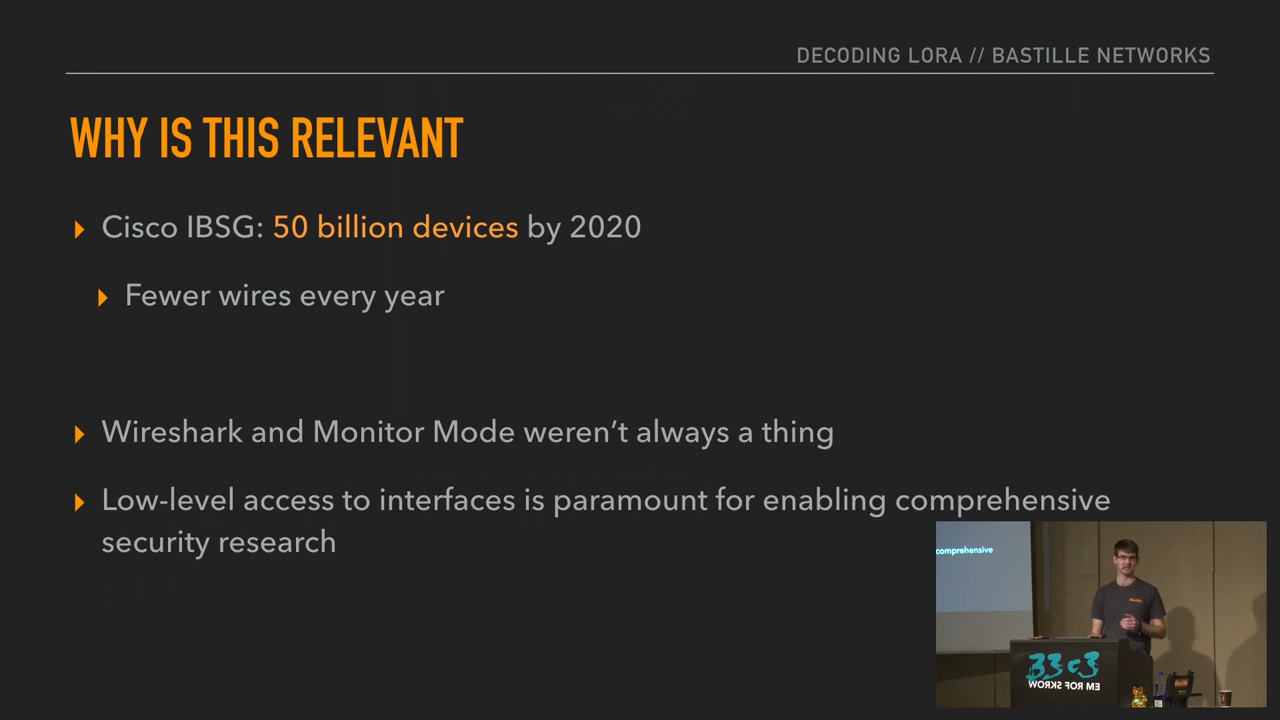 DECODING LORA // BASTILLE NETWORKS
WHY IS THIS RELEVANT
Cisco IBSG: 50 billion devices by 2020
Fewer wires every year
Wireshark and Monitor Mode weren't always a thing
Low-level access to interfaces is paramount for enabling comprehensive
security research
comprehensive
33c3
WORKS FOR ME